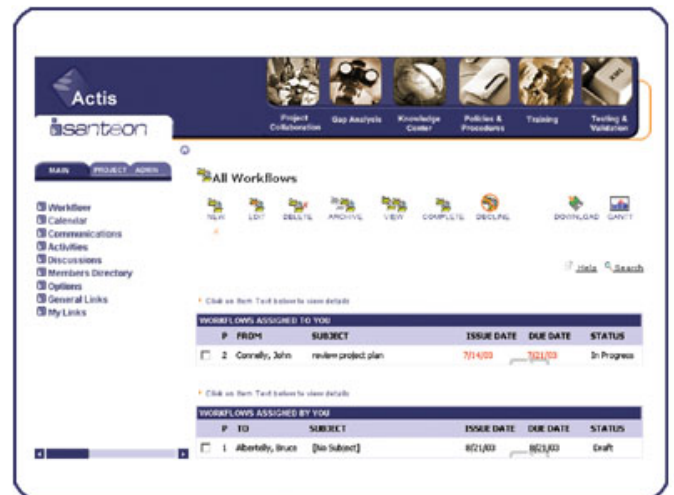 Actis
santeon
Project Collaboration
Gap Analysis
Knowledge Center
Policies & Procedures
Training
Testing & Validation
XML
MAIN PROJECT ADMIN
Workflow
Calendar
Communications
Activities
Discussions
Members Directory
Options
General Links
My Links
All Workflows
NEW EDIT DELETE ARCHIVE VIEW COMPLETE DECLINE DOWNLOAD GANTT
Help Search
Click on Item Text below to view details
WORKFLOWS ASSIGNED TO YOU
P FROM SUBJECT ISSUE DATE DUE DATE STATUS
2 Connelly, John review project plan 7/14/03 7/21/03 In Progress
Click on Item Text below to view details
WORKFLOWS ASSIGNED BY YOU
P TO SUBJECT ISSUE DATE DUE DATE STATUS
1 Albertelly, Bruce [No Subject] 8/21/03 8/21/03 Draft